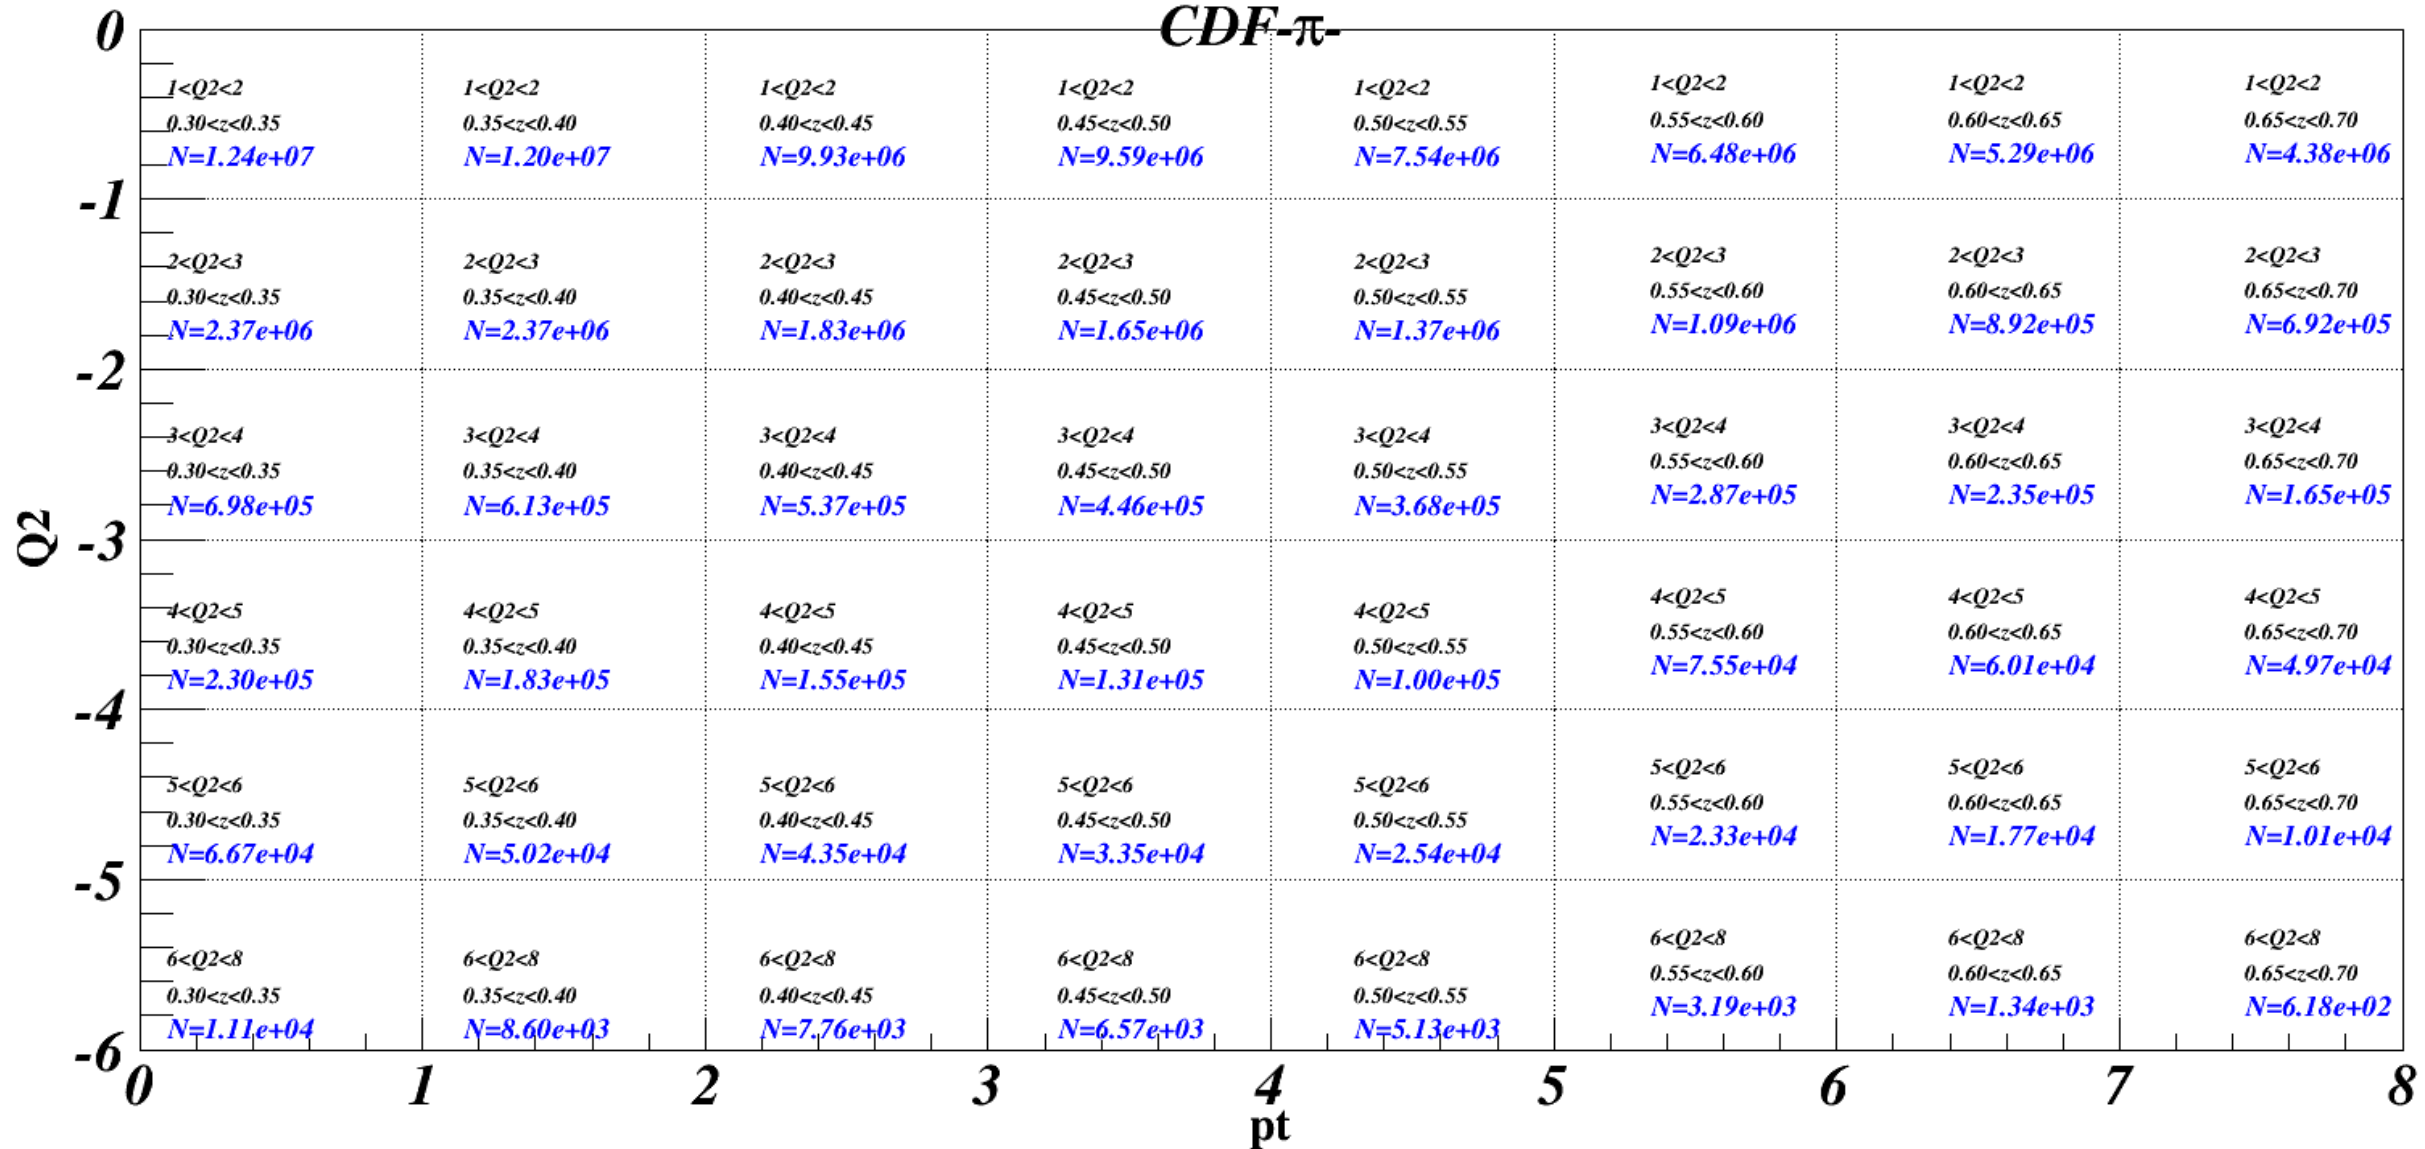 CDF-π-
0
1<Q2<2 1<Q2<2 1<Q2<2 1<Q2<2 1<Q2<2 1<Q2<2 1<Q2<2 1<Q2<2
0.30<z<0.35 0.35<z<0.40 0.40<z<0.45 0.45<z<0.50 0.50<z<0.55 0.55<z<0.60 0.60<z<0.65 0.65<z<0.70
N=1.24e+07 N=1.20e+07 N=9.93e+06 N=9.59e+06 N=7.54e+06 N=6.48e+06 N=5.29e+06 N=4.38e+06
-1
2<Q2<3 2<Q2<3 2<Q2<3 2<Q2<3 2<Q2<3 2<Q2<3 2<Q2<3 2<Q2<3
0.30<z<0.35 0.35<z<0.40 0.40<z<0.45 0.45<z<0.50 0.50<z<0.55 0.55<z<0.60 0.60<z<0.65 0.65<z<0.70
N=2.37e+06 N=2.37e+06 N=1.83e+06 N=1.65e+06 N=1.37e+06 N=1.09e+06 N=8.92e+05 N=6.92e+05
-2
3<Q2<4 3<Q2<4 3<Q2<4 3<Q2<4 3<Q2<4 3<Q2<4 3<Q2<4 3<Q2<4
0.30<z<0.35 0.35<z<0.40 0.40<z<0.45 0.45<z<0.50 0.50<z<0.55 0.55<z<0.60 0.60<z<0.65 0.65<z<0.70
N=6.98e+05 N=6.13e+05 N=5.37e+05 N=4.46e+05 N=3.68e+05 N=2.87e+05 N=2.35e+05 N=1.65e+05
Q2
-3
4<Q2<5 4<Q2<5 4<Q2<5 4<Q2<5 4<Q2<5 4<Q2<5 4<Q2<5 4<Q2<5
0.30<z<0.35 0.35<z<0.40 0.40<z<0.45 0.45<z<0.50 0.50<z<0.55 0.55<z<0.60 0.60<z<0.65 0.65<z<0.70
N=2.30e+05 N=1.83e+05 N=1.55e+05 N=1.31e+05 N=1.00e+05 N=7.55e+04 N=6.01e+04 N=4.97e+04
-4
5<Q2<6 5<Q2<6 5<Q2<6 5<Q2<6 5<Q2<6 5<Q2<6 5<Q2<6 5<Q2<6
0.30<z<0.35 0.35<z<0.40 0.40<z<0.45 0.45<z<0.50 0.50<z<0.55 0.55<z<0.60 0.60<z<0.65 0.65<z<0.70
N=6.67e+04 N=5.02e+04 N=4.35e+04 N=3.35e+04 N=2.54e+04 N=2.33e+04 N=1.77e+04 N=1.01e+04
-5
6<Q2<8 6<Q2<8 6<Q2<8 6<Q2<8 6<Q2<8 6<Q2<8 6<Q2<8 6<Q2<8
0.30<z<0.35 0.35<z<0.40 0.40<z<0.45 0.45<z<0.50 0.50<z<0.55 0.55<z<0.60 0.60<z<0.65 0.65<z<0.70
N=1.11e+04 N=8.60e+03 N=7.76e+03 N=6.57e+03 N=5.13e+03 N=3.19e+03 N=1.34e+03 N=6.18e+02
-6
0 1 2 3 4 5 6 7 8
pt